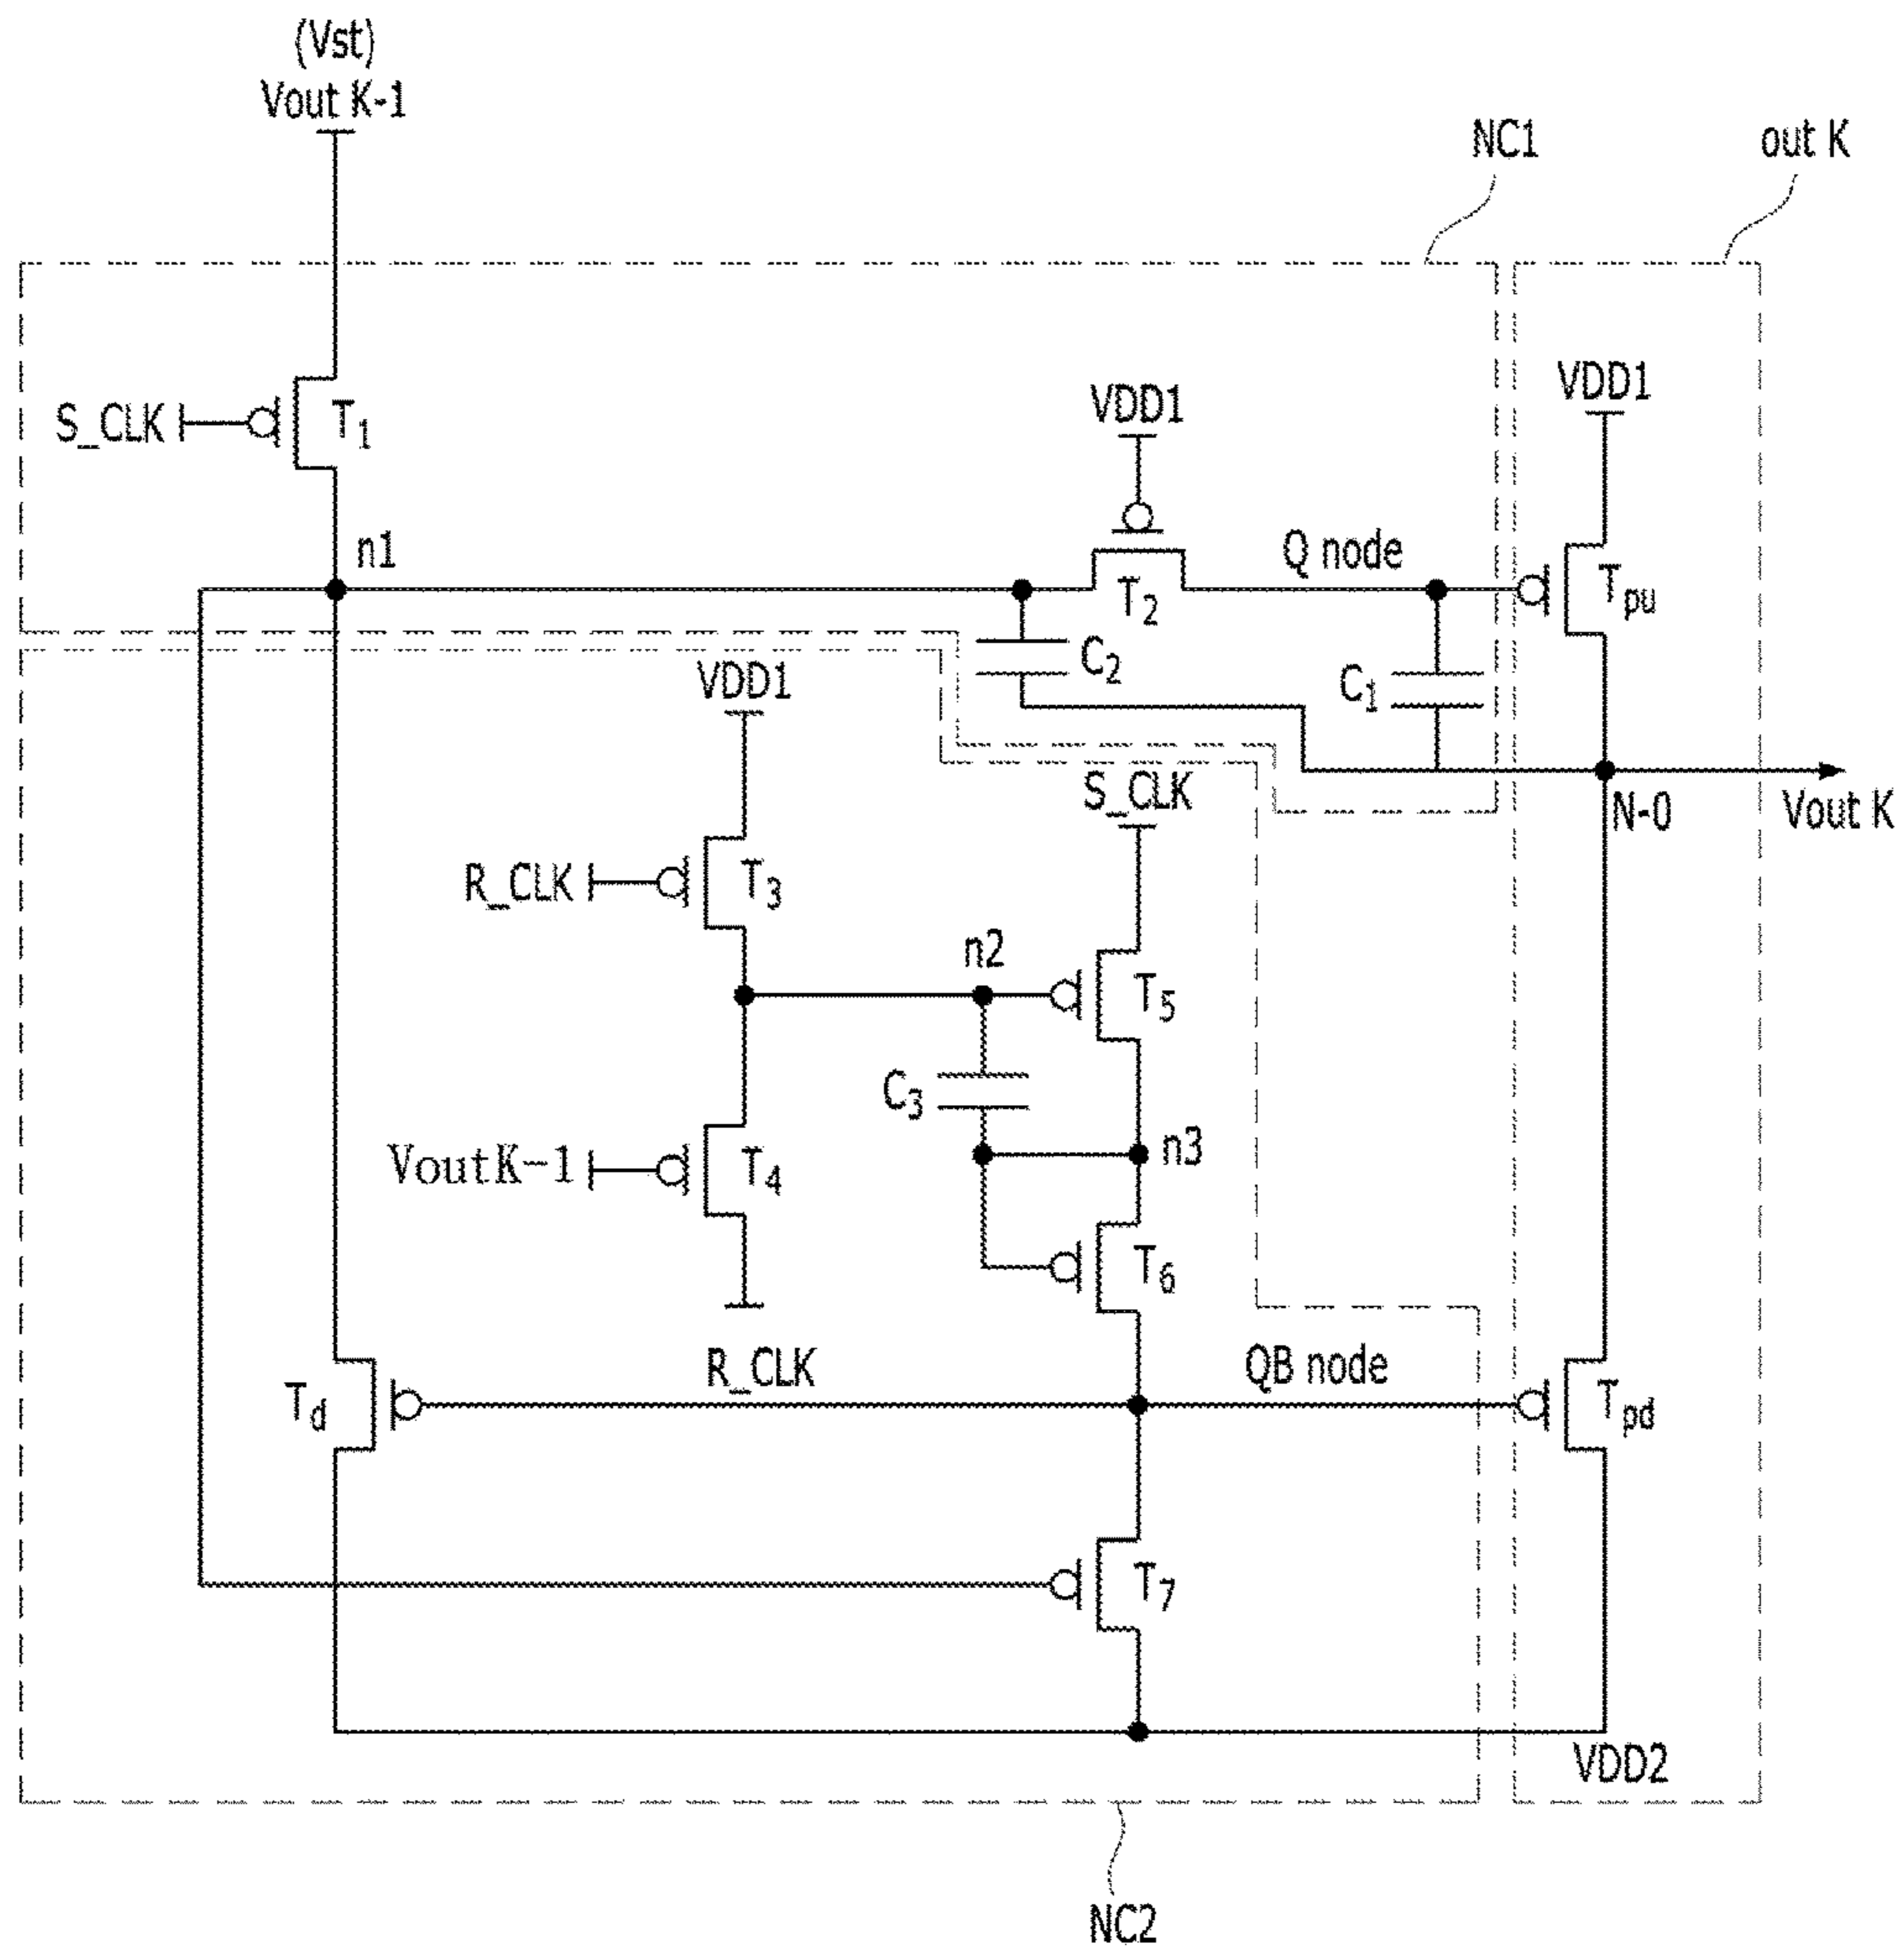 (Vst)
Vout K-1
NC1
out K
VDD1
VDD1
S_CLK
T1
n1
Q node
T2
Tpu
C2
C1
VDD1
S_CLK
N-0
Vout K
R_CLK
T3
n2
T5
C3
n3
VoutK-1
T4
T6
R_CLK
QB node
Td
Tpd
T7
VDD2
NC2